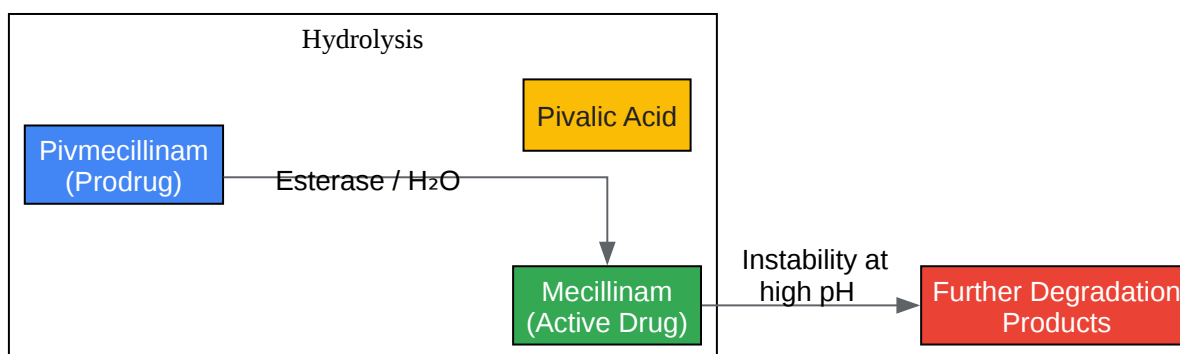 Hydrolysis
Pivalic Acid
Pivmecillinam
(Prodrug)
Esterase / H₂O
Mecillinam
(Active Drug)
Instability at
high pH
Further Degradation
Products